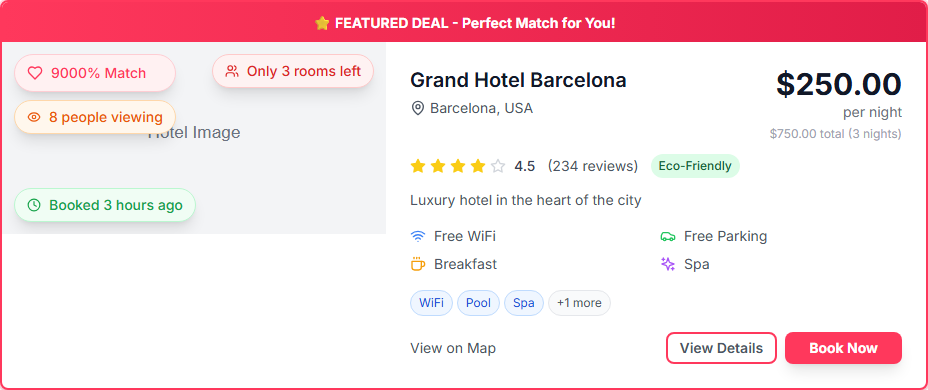 ⭐ FEATURED DEAL - Perfect Match for You!
9000% Match
Only 3 rooms left
8 people viewing
Hotel Image
Booked 3 hours ago
Grand Hotel Barcelona
$250.00
Barcelona, USA
per night
$750.00 total (3 nights)
4.5 (234 reviews) Eco-Friendly
Luxury hotel in the heart of the city
Free WiFi
Free Parking
Breakfast
Spa
WiFi Pool Spa +1 more
View on Map
View Details
Book Now